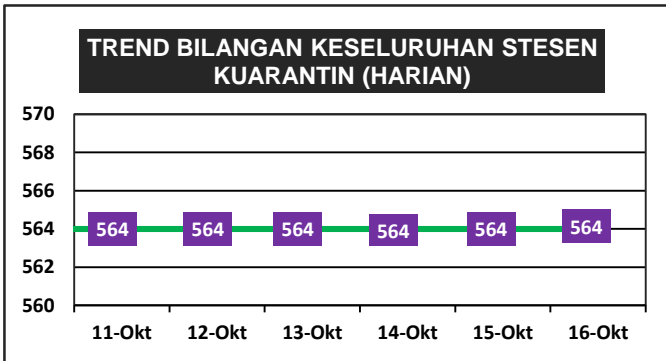 TREND BILANGAN KESELURUHAN STESEN
KUARANTIN (HARIAN)
570
568
566
564
562
560
564 564 564 564 564 564
11-Okt 12-Okt 13-Okt 14-Okt 15-Okt 16-Okt